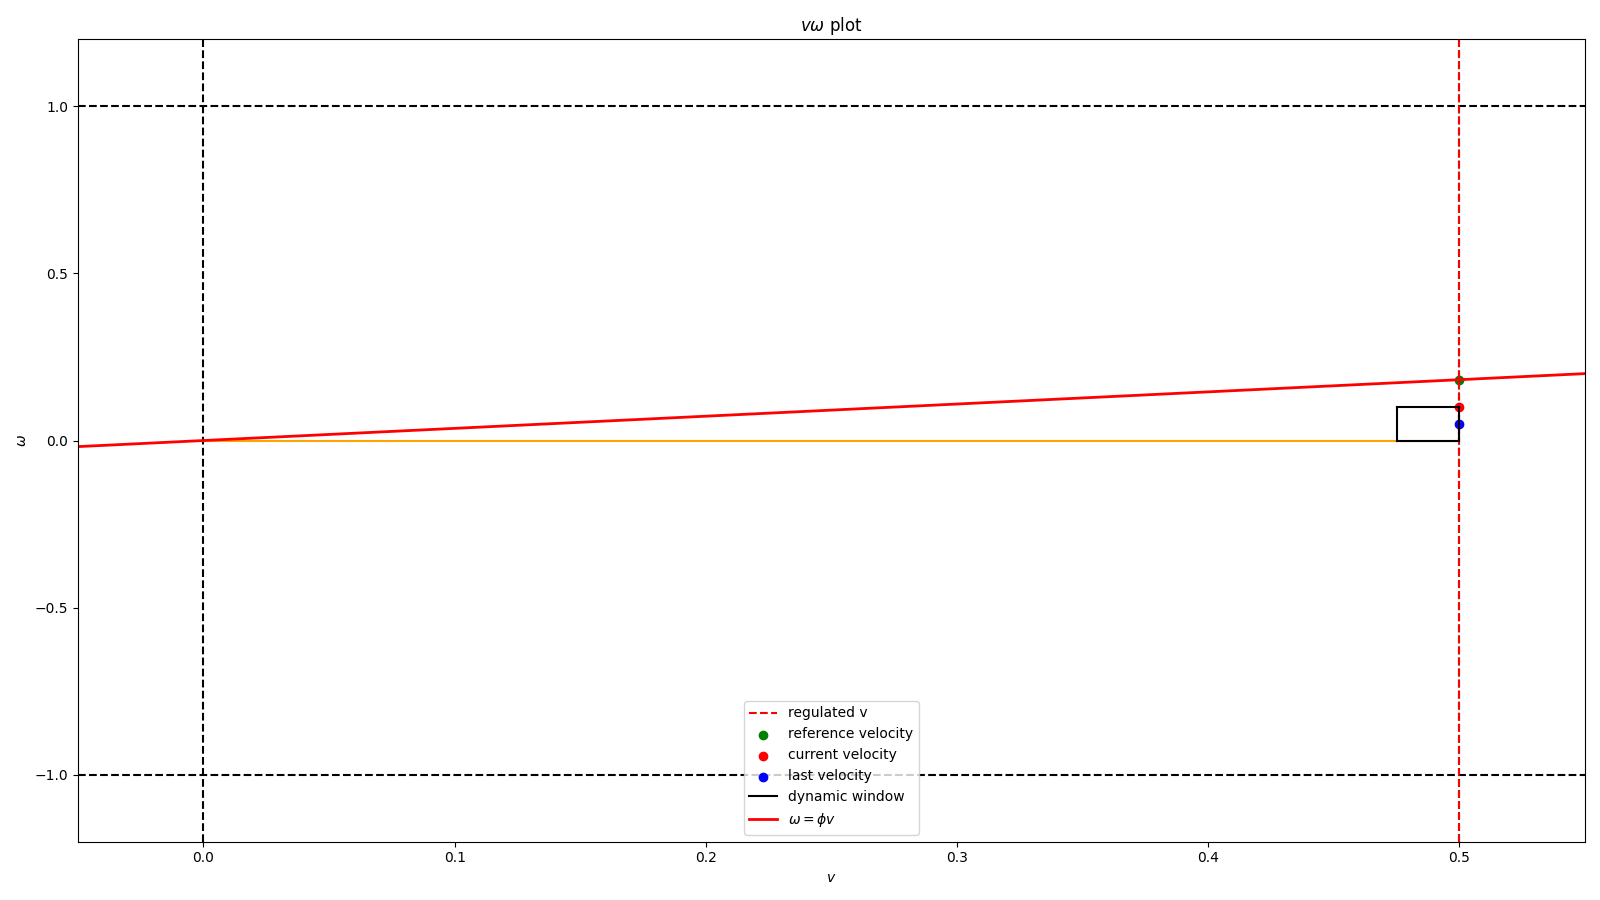 vω plot
1.0
0.5
0.0
−0.5
−1.0
ω
regulated v
reference velocity
current velocity
last velocity
dynamic window
ω = ϕv
0.0 0.1 0.2 0.3 0.4 0.5
v